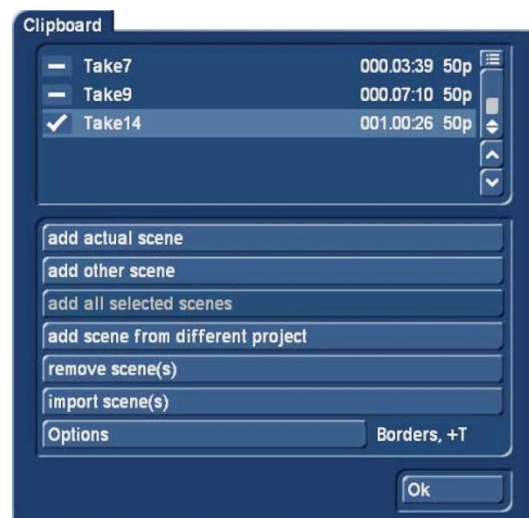 Clipboard
Take7 000.03:39 50p
Take9 000.07:10 50p
Take14 001.00:26 50p
add actual scene
add other scene
add all selected scenes
add scene from different project
remove scene(s)
import scene(s)
Options Borders, +T
Ok